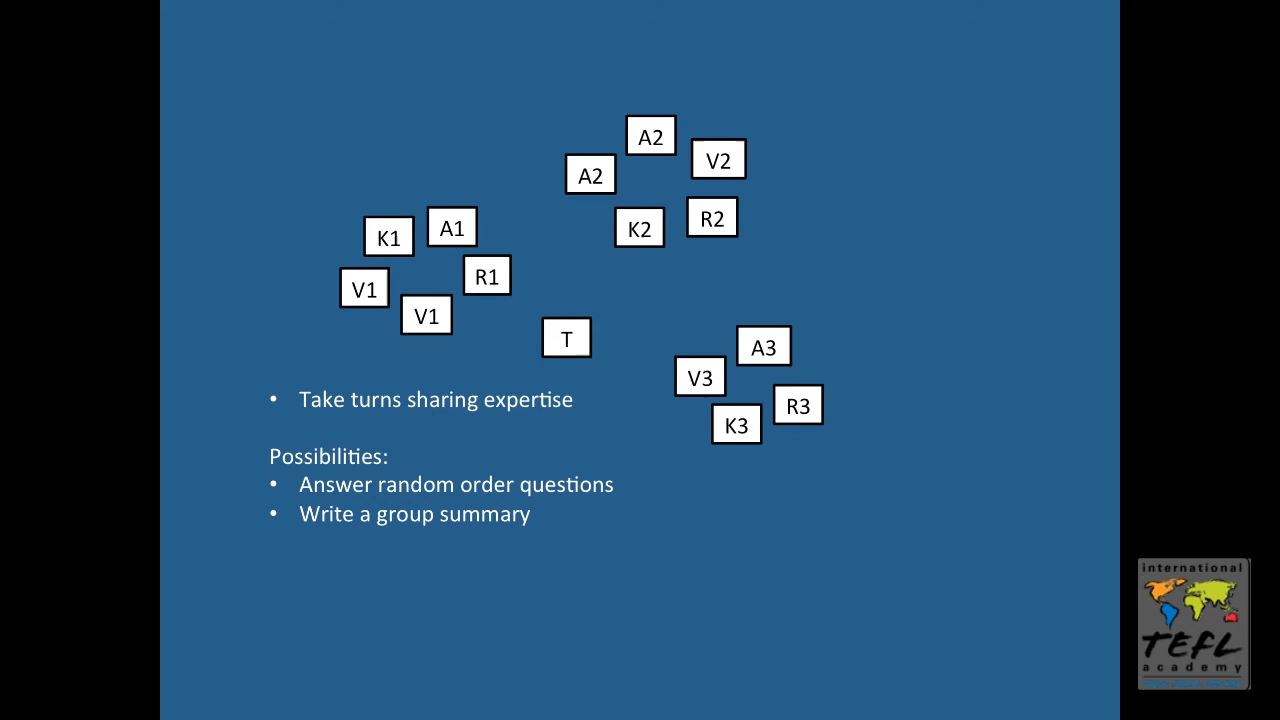 A2
V2
A2
K1
A1
K2
R2
V1
R1
V1
T
A3
V3
K3
R3
• Take turns sharing expertise
Possibilities:
• Answer random order questions
• Write a group summary
international
TEFL
academy